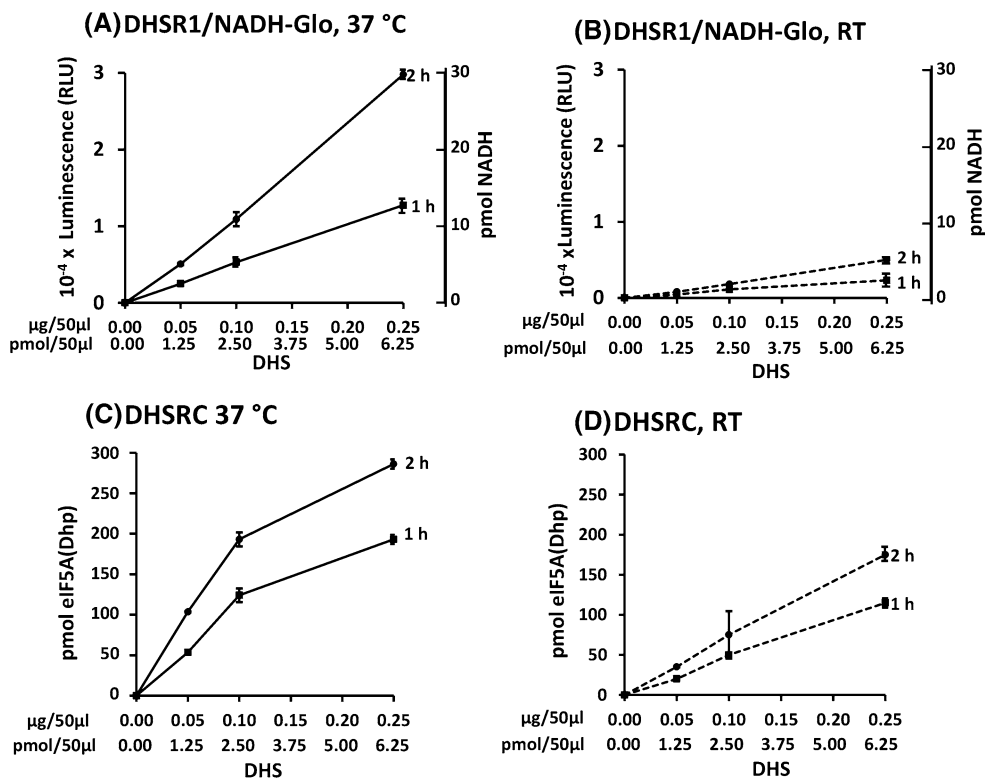 (A) DHSR1/NADH-Glo, 37 °C
10⁻⁴ x Luminescence (RLU)
3
2
1
0
30
20
10
0
pmol NADH
2 h
1 h
µg/50µl 0.00 0.05 0.10 0.15 0.20 0.25
pmol/50µl 0.00 1.25 2.50 3.75 5.00 6.25
DHS
(B) DHSR1/NADH-Glo, RT
10⁻⁴ xLuminescence (RLU)
3
2
1
0
30
20
10
0
pmol NADH
2 h
1 h
µg/50µl 0.00 0.05 0.10 0.15 0.20 0.25
pmol/50µl 0.00 1.25 2.50 3.75 5.00 6.25
DHS
(C) DHSRC 37 °C
pmol eIF5A(Dhp)
300
250
200
150
100
50
0
2 h
1 h
µg/50µl 0.00 0.05 0.10 0.15 0.20 0.25
pmol/50µl 0.00 1.25 2.50 3.75 5.00 6.25
DHS
(D) DHSRC, RT
pmol eIF5A(Dhp)
300
250
200
150
100
50
0
2 h
1 h
µg/50µl 0.00 0.05 0.10 0.15 0.20 0.25
pmol/50µl 0.00 1.25 2.50 3.75 5.00 6.25
DHS